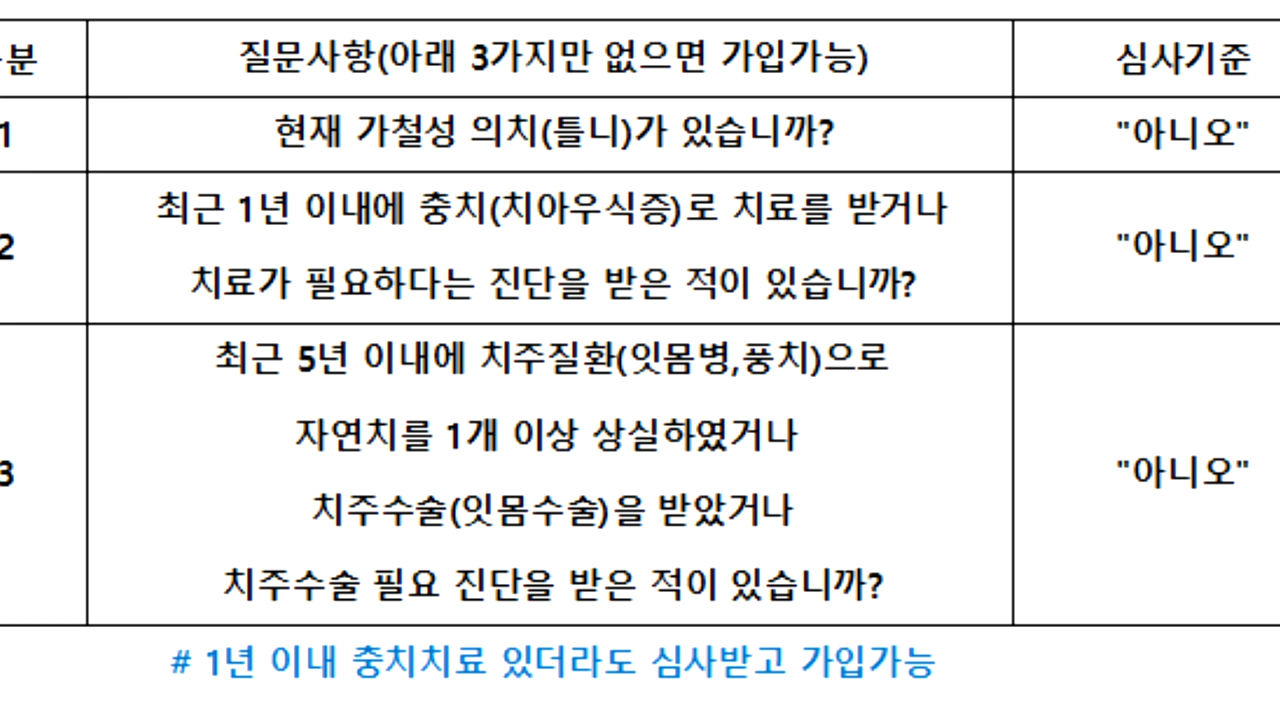 분 질문사항(아래 3가지만 없으면 가입가능) 심사기준
1 현재 가철성 의치(틀니)가 있습니까? "아니오"
최근 1년 이내에 충치(치아우식증)로 치료를 받거나
2 "아니오"
치료가 필요하다는 진단을 받은 적이 있습니까?
최근 5년 이내에 치주질환(잇몸병,풍치)으로
자연치를 1개 이상 상실하였거나
3 "아니오"
치주수술(잇몸수술)을 받았거나
치주수술 필요 진단을 받은 적이 있습니까?
# 1년 이내 충치치료 있더라도 심사받고 가입가능